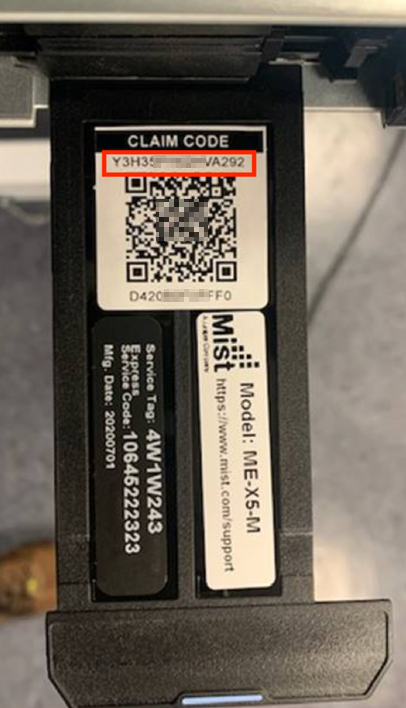 CLAIM CODE
Y3H35 VA292
D420 FF0
Mist
A Juniper Company
Model: ME-X5-M
https://www.mist.com/support
Service Tag: 4W1W243
Express
Service Code: 10645222323
Mfg. Date: 20200701